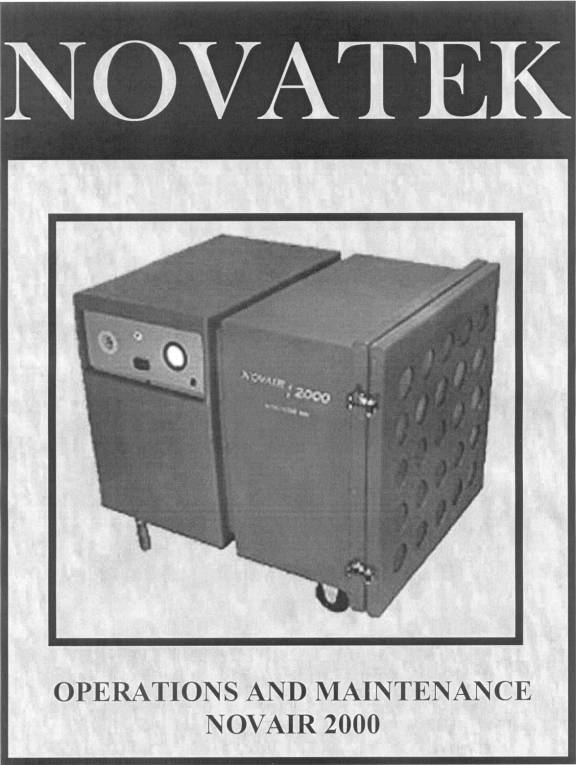 NOVATEK
NOVAIR 2000
OPERATIONS AND MAINTENANCE
NOVAIR 2000